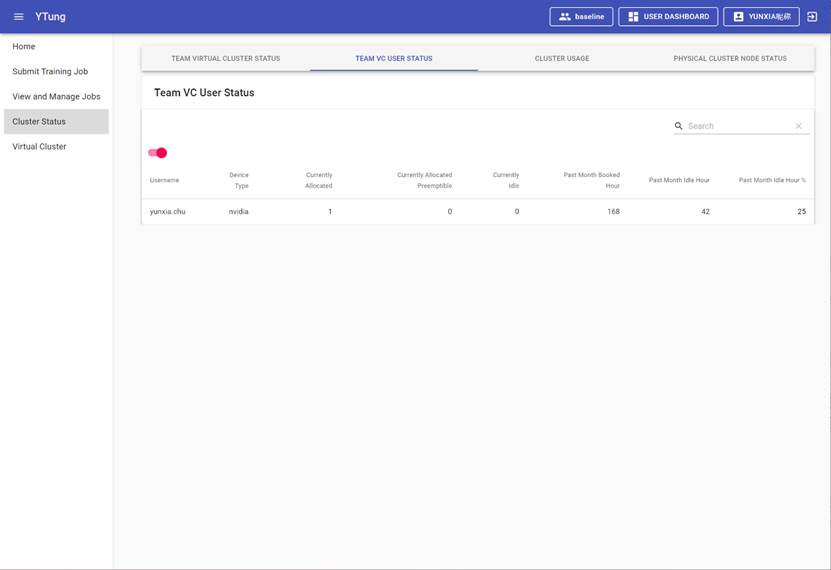 YTung
baseline
USER DASHBOARD
YUNXIA昵称
Home
Submit Training Job
View and Manage Jobs
Cluster Status
Virtual Cluster
TEAM VIRTUAL CLUSTER STATUS
TEAM VC USER STATUS
CLUSTER USAGE
PHYSICAL CLUSTER NODE STATUS
Team VC User Status
Search
Username
Device
Type
Currently
Allocated
Currently Allocated
Preemptible
Currently
Idle
Past Month Booked
Hour
Past Month Idle Hour
Past Month Idle Hour %
yunxia.chu
nvidia
1
0
0
168
42
25